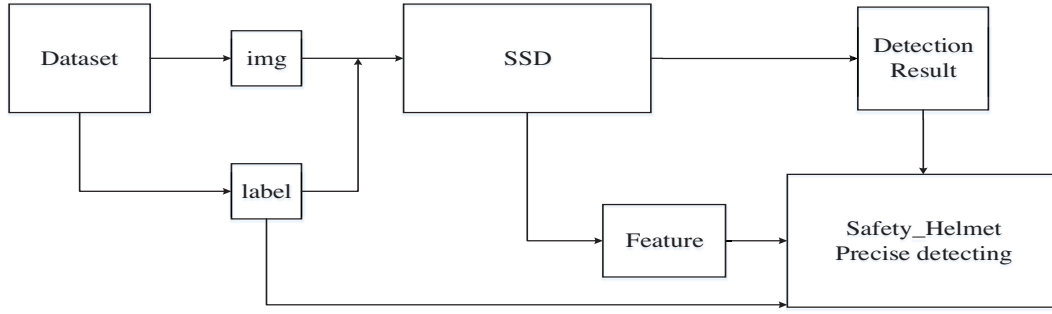 Dataset
img
SSD
Detection
Result
label
Feature
Safety_Helmet
Precise detecting